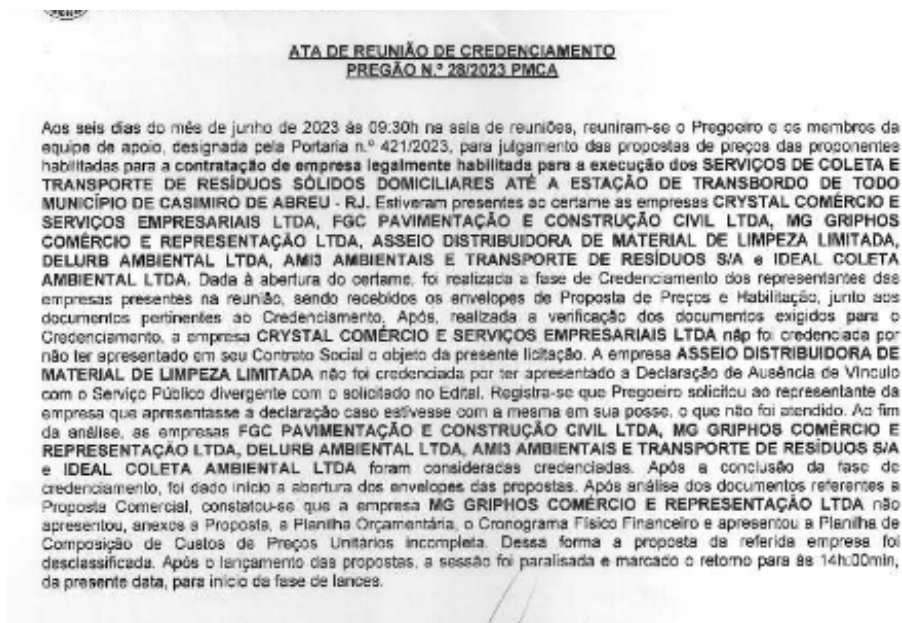 ATA DE REUNIÃO DE CREDENCIAMENTO
PREGÃO N.º 28/2023 PMCA
Aos seis dias do mês de junho de 2023 às 09:30h na sala de reuniões, reuniram-se o Pregoeiro e os membros da
equipe de apoio, designada pela Portaria n.º 421/2023, para julgamento das propostas de preços das proponentes
habilitadas para a contratação de empresa legalmente habilitada para a execução dos SERVIÇOS DE COLETA E
TRANSPORTE DE RESÍDUOS SÓLIDOS DOMICILIARES ATÉ A ESTAÇÃO DE TRANSBORDO DE TODO
MUNICÍPIO DE CASIMIRO DE ABREU - RJ. Estiveram presentes ao certame as empresas CRYSTAL COMÉRCIO E
SERVIÇOS EMPRESARIAIS LTDA, FGC PAVIMENTAÇÃO E CONSTRUÇÃO CIVIL LTDA, MG GRIPHOS
COMÉRCIO E REPRESENTAÇÃO LTDA, ASSEIO DISTRIBUIDORA DE MATERIAL DE LIMPEZA LIMITADA,
DELURB AMBIENTAL LTDA, AMI3 AMBIENTAIS E TRANSPORTE DE RESÍDUOS S/A e IDEAL COLETA
AMBIENTAL LTDA. Dada à abertura do certame, foi realizada a fase de Credenciamento dos representantes das
empresas presentes na reunião, sendo recebidos os envelopes de Proposta de Preços e Habilitação, junto aos
documentos pertinentes ao Credenciamento. Após, realizada a verificação dos documentos exigidos para o
Credenciamento, a empresa CRYSTAL COMÉRCIO E SERVIÇOS EMPRESARIAIS LTDA não foi credenciada por
não ter apresentado em seu Contrato Social o objeto da presente licitação. A empresa ASSEIO DISTRIBUIDORA DE
MATERIAL DE LIMPEZA LIMITADA não foi credenciada por ter apresentado a Declaração de Ausência de Vinculo
com o Serviço Público divergente com o solicitado no Edital. Registra-se que Pregoeiro solicitou ao representante da
empresa que apresentasse a declaração caso estivesse com a mesma em sua posse, o que não foi atendido. Ao fim
da análise, as empresas FGC PAVIMENTAÇÃO E CONSTRUÇÃO CIVIL LTDA, MG GRIPHOS COMÉRCIO E
REPRESENTAÇÃO LTDA, DELURB AMBIENTAL LTDA, AMI3 AMBIENTAIS E TRANSPORTE DE RESÍDUOS S/A
e IDEAL COLETA AMBIENTAL LTDA foram consideradas credenciadas. Após a conclusão da fase de
credenciamento, foi dado início a abertura dos envelopes das propostas. Após análise dos documentos referentes a
Proposta Comercial, constatou-se que a empresa MG GRIPHOS COMÉRCIO E REPRESENTAÇÃO LTDA não
apresentou, anexos a Proposta, a Planilha Orçamentária, o Cronograma Físico Financeiro e apresentou a Planilha de
Composição de Custos de Preços Unitários incompleta. Dessa forma a proposta da referida empresa foi
desclassificada. Após o lançamento das propostas, a sessão foi paralisada e marcado o retorno para às 14h:00min,
da presente data, para início da fase de lances.